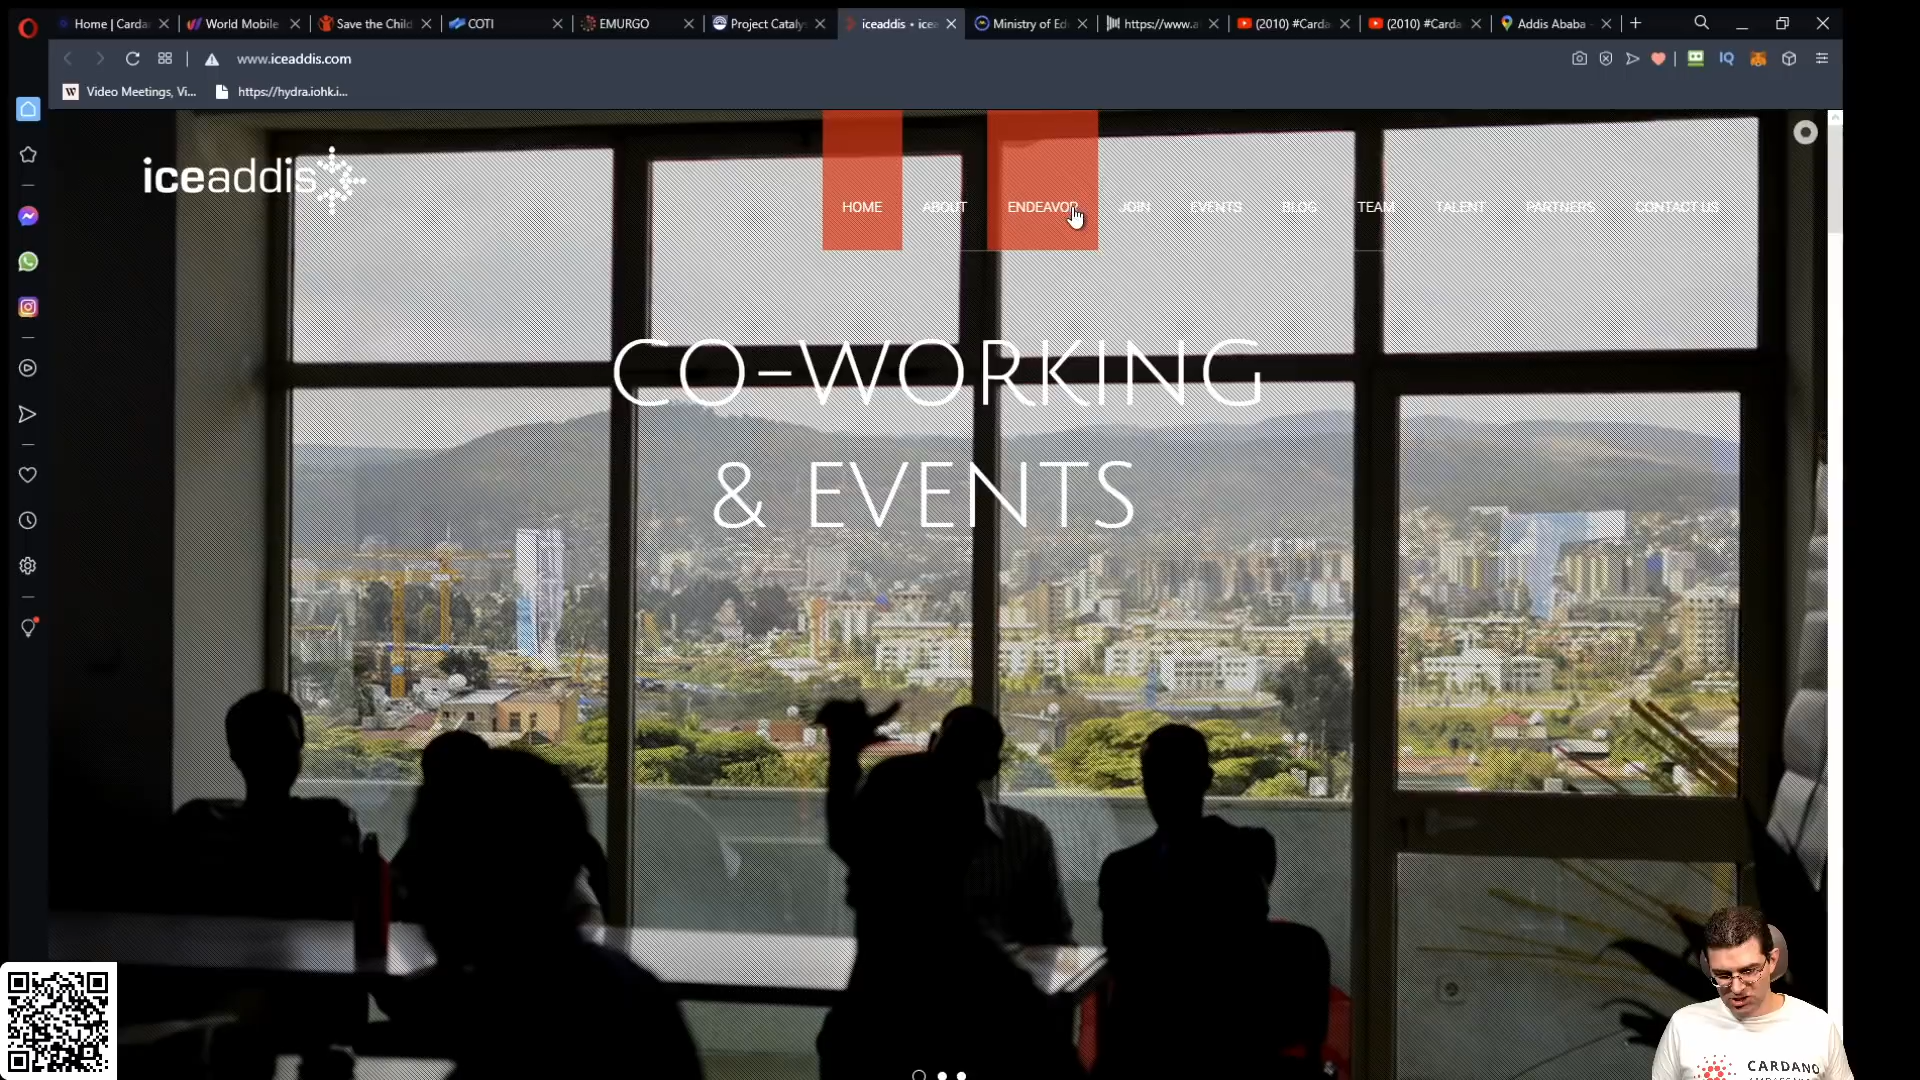 Home | Carda
World Mobile
Save the Child
COTI
EMURGO
Project Cataly
iceaddis • ice
Ministry of Ed
https://www.a
(2010) #Carda
(2010) #Carda
Addis Ababa -
www.iceaddis.com
IQ
W
Video Meetings, Vi...
https://hydra.iohk.i...
iceaddis
HOME
ABOUT
ENDEAVOR
JOIN
EVENTS
BLOG
TEAM
TALENT
PARTNERS
CONTACT US
CO-WORKING
& EVENTS
CARDANO